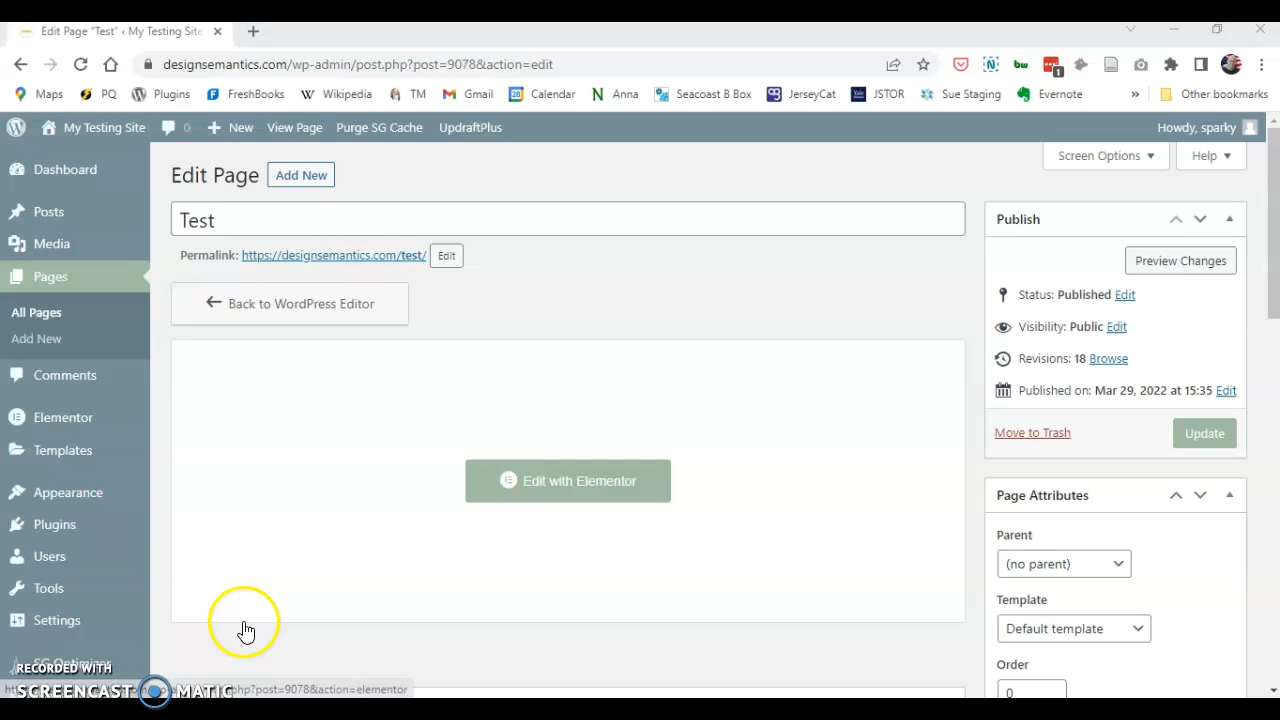 Edit Page "Test" ‹ My Testing Site
designsemantics.com/wp-admin/post.php?post=9078&action=edit
1
Maps PQ Plugins FreshBooks Wikipedia TM Gmail Calendar Anna Seacoast B Box JerseyCat JSTOR Sue Staging Evernote » Other bookmarks
My Testing Site 0 New View Page Purge SG Cache UpdraftPlus Howdy, sparky
Screen Options Help
Dashboard
Posts
Media
Pages
All Pages
Add New
Comments
Elementor
Templates
Appearance
Plugins
Users
Tools
Settings
Edit Page Add New
Test
Permalink: https://designsemantics.com/test/ Edit
Back to WordPress Editor
Edit with Elementor
Publish
Preview Changes
Status: Published Edit
Visibility: Public Edit
Revisions: 18 Browse
Published on: Mar 29, 2022 at 15:35 Edit
Move to Trash Update
Page Attributes
Parent
(no parent)
Template
Default template
Order
0
RECORDED WITH
SCREENCAST MATIC
php?post=9078&action=elementor